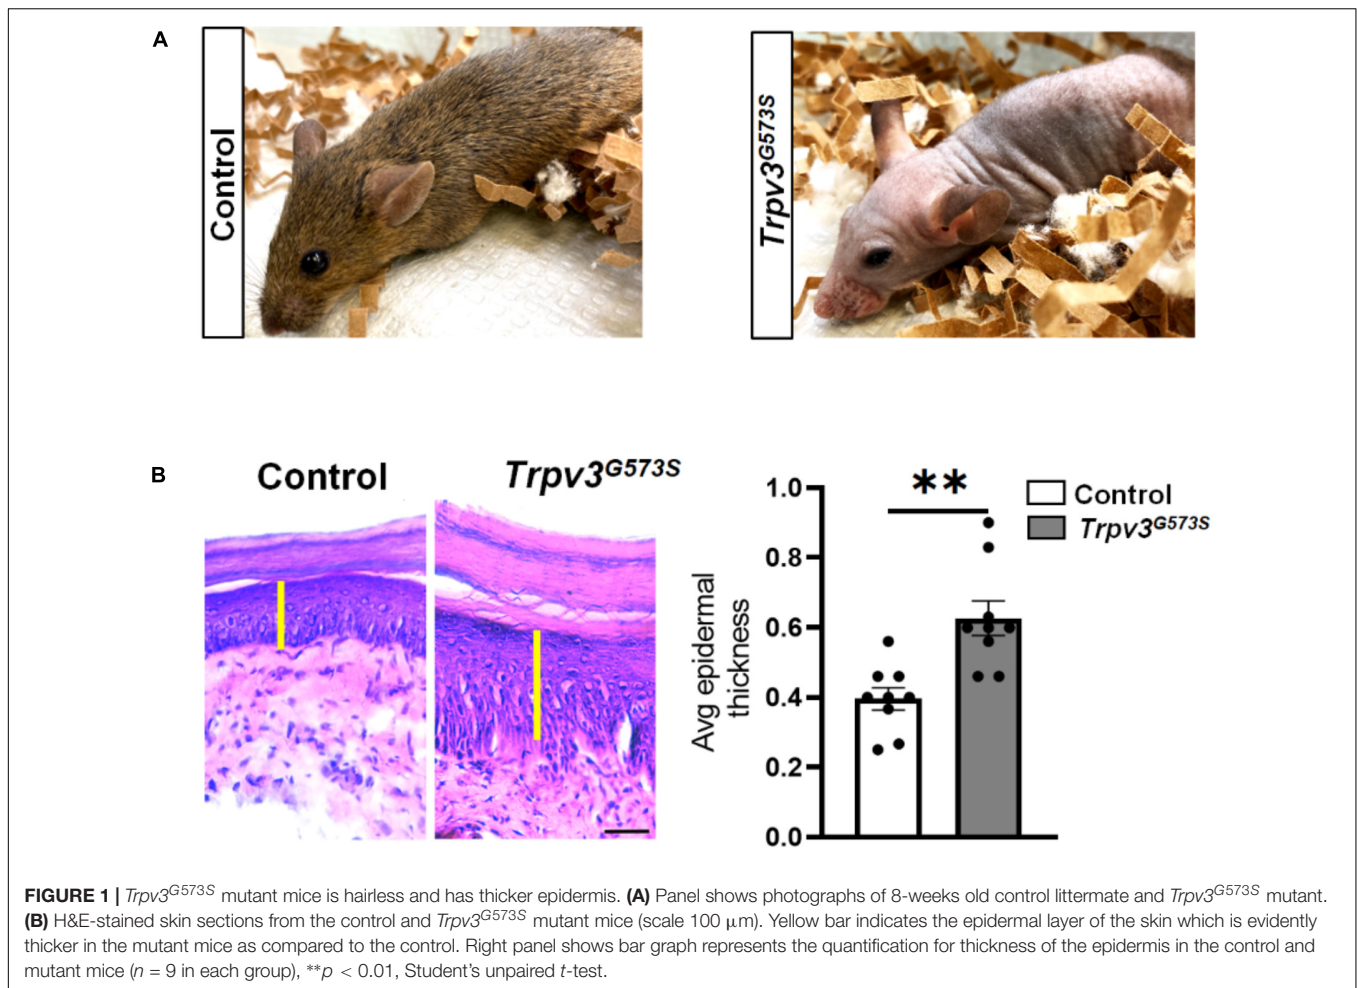 A
Control
Trpv3G573S
B
Control
Trpv3G573S
Avg epidermal
thickness
1.0
0.8
0.6
0.4
0.2
0.0
**
Control
Trpv3G573S
FIGURE 1 | Trpv3G573S mutant mice is hairless and has thicker epidermis. (A) Panel shows photographs of 8-weeks old control littermate and Trpv3G573S mutant.
(B) H&E-stained skin sections from the control and Trpv3G573S mutant mice (scale 100 μm). Yellow bar indicates the epidermal layer of the skin which is evidently
thicker in the mutant mice as compared to the control. Right panel shows bar graph represents the quantification for thickness of the epidermis in the control and
mutant mice (n = 9 in each group), **p < 0.01, Student's unpaired t-test.